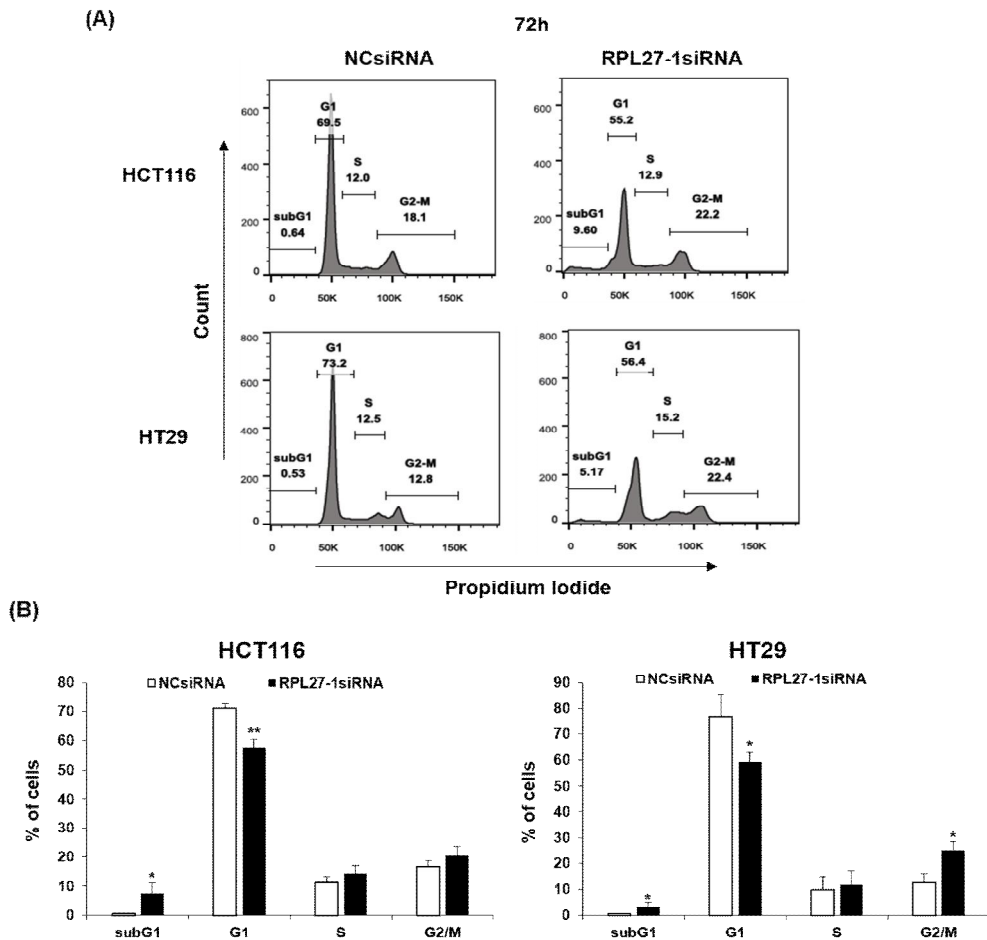 (A)
72h
NCsiRNA
RPL27-1siRNA
HCT116
600
400
200
0
G1
69.5
S
12.0
G2-M
18.1
subG1
0.64
0
50K
100K
150K
600
400
200
0
G1
55.2
S
12.9
G2-M
22.2
subG1
9.60
0
50K
100K
150K
Count
HT29
800
600
400
200
0
G1
73.2
S
12.5
G2-M
12.8
subG1
0.53
0
50K
100K
150K
800
600
400
200
0
G1
56.4
S
15.2
G2-M
22.4
subG1
5.17
0
50K
100K
150K
Propidium Iodide
(B)
HCT116
NCsiRNA
RPL27-1siRNA
% of cells
80
70
60
50
40
30
20
10
0
*
**
subG1
G1
S
G2/M
HT29
NCsiRNA
RPL27-1siRNA
% of cells
90
80
70
60
50
40
30
20
10
0
*
*
*
subG1
G1
S
G2/M